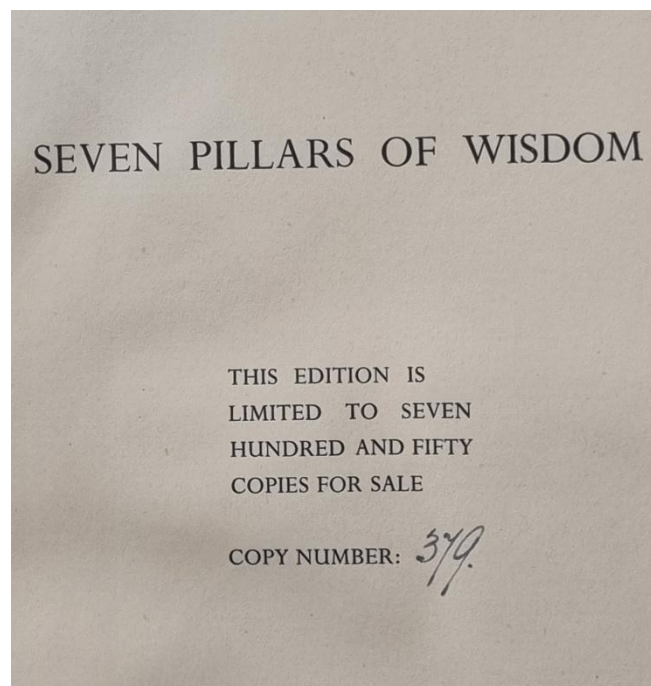 SEVEN PILLARS OF WISDOM
THIS EDITION IS
LIMITED TO SEVEN
HUNDRED AND FIFTY
COPIES FOR SALE
COPY NUMBER: 379.